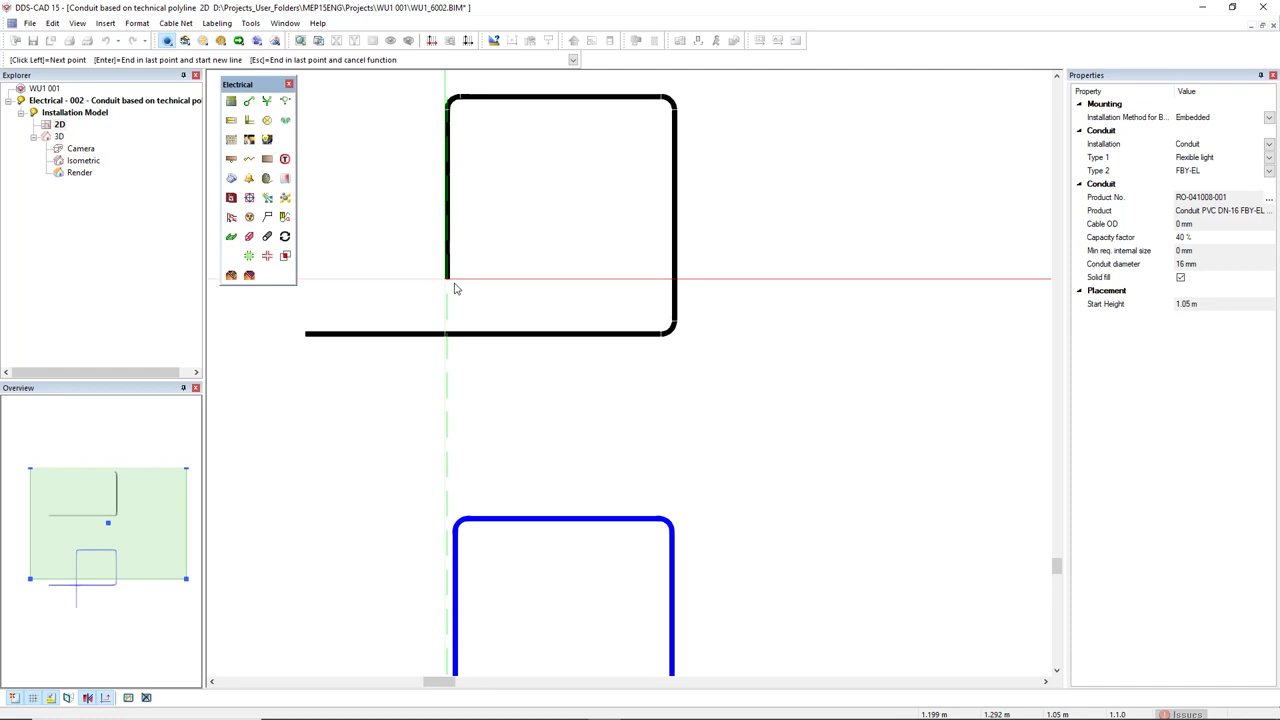 DDS-CAD 15 - [Conduit based on technical polyline  2D  D:\Projects_User_Folders\MEP15ENG\Projects\WU1 001\WU1_6002.BIM* ]
File Edit View Insert Format Cable Net Labeling Tools Window Help
[Click Left]=Next point   [Enter]=End in last point and start new line   [Esc]=End in last point and cancel function
Explorer
WU1 001
Electrical - 002 - Conduit based on technical po
Installation Model
2D
3D
Camera
Isometric
Render
Overview
Electrical
Properties
Property Value
Mounting
Installation Method for B... Embedded
Conduit
Installation Conduit
Type 1 Flexible light
Type 2 FBY-EL
Conduit
Product No. RO-041008-001 ...
Product Conduit PVC DN-16 FBY-EL ...
Cable OD 0 mm
Capacity factor 40 %
Min req. internal size 0 mm
Conduit diameter 16 mm
Solid fill
Placement
Start Height 1.05 m
1.199 m 1.292 m 1.05 m 1.1.0 Issues